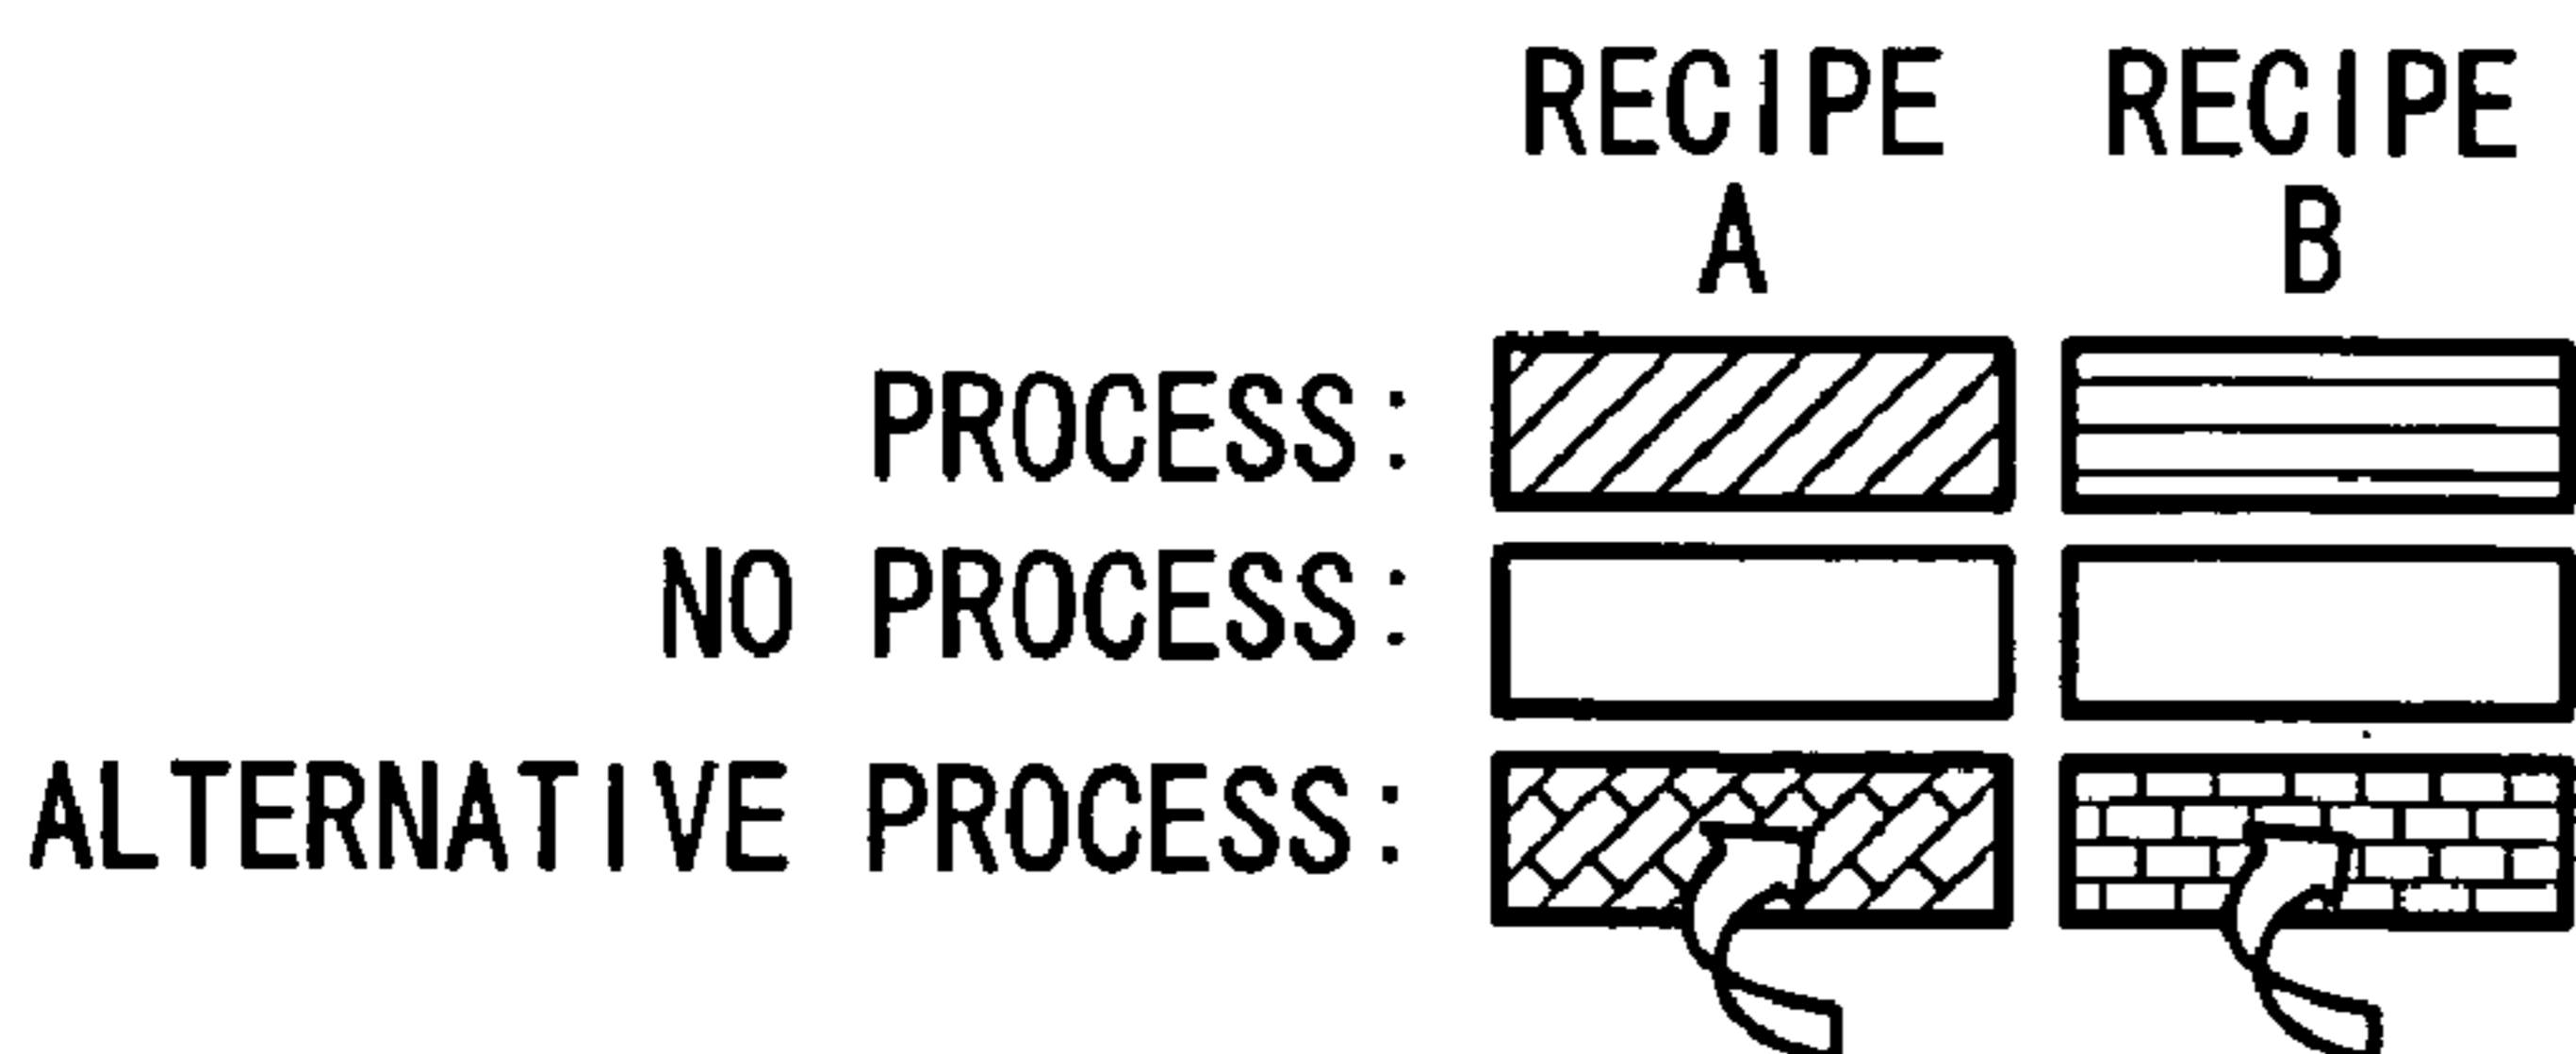 RECIPE RECIPE
A B
PROCESS:
NO PROCESS:
ALTERNATIVE PROCESS: